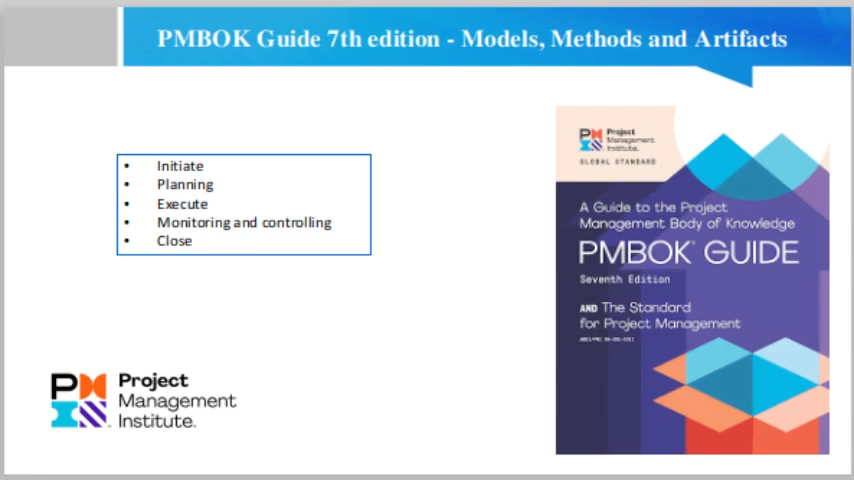 PMBOK Guide 7th edition - Models, Methods and Artifacts
• Initiate
• Planning
• Execute
• Monitoring and controlling
• Close
Project
Management
Institute.
GLOBAL STANDARD
A Guide to the Project
Management Body of Knowledge
PMBOK® GUIDE
Seventh Edition
AND The Standard
for Project Management
PM
Project
Management
Institute.